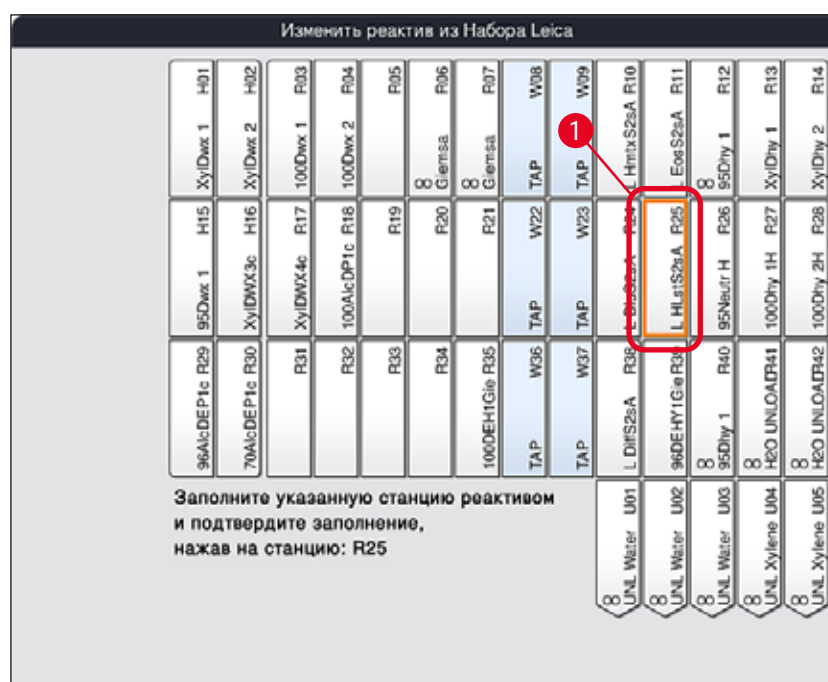 Изменить реактив из Набора Leica
XylDwx 1 H01
XylDwx 2 H02
100Dwx 1 R03
100Dwx 2 R04
R05
∞ Giemsa R06
∞ Giemsa R07
TAP W08
TAP W09
L HmtxS2sA R10
L EosS2sA R11
∞ 95Dhy 1 R12
XylDhy 1 R13
XylDhy 2 R14
1
95Dwx 1 H15
XylDWX3c H16
XylDWX4c R17
100AlcDP1c R18
R19
R20
R21
TAP W22
TAP W23
R24
L HLstS2sA R25
95Neutr H R26
100Dhy 1H R27
100Dhy 2H R28
96AlcDEP1c R29
70AlcDEP1c R30
R31
R32
R33
R34
100DEH1Gie R35
TAP W36
TAP W37
L DiffS2sA R38
96DEHY1Gie R39
∞ 95Dhy 1 R40
∞ H2O UNLOAD R41
∞ H2O UNLOAD R42
Заполните указанную станцию реактивом
и подтвердите заполнение,
нажав на станцию: R25
∞ UNL Water U01
∞ UNL Water U02
∞ UNL Water U03
∞ UNL Xylene U04
∞ UNL Xylene U05